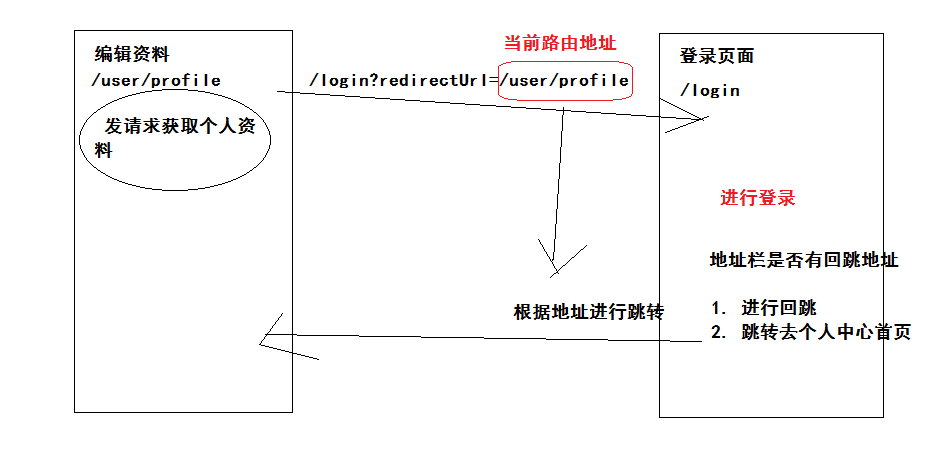 编辑资料
/user/profile
发请求获取个人资
料
当前路由地址
/login?redirectUrl=/user/profile
根据地址进行跳转
登录页面
/login
进行登录
地址栏是否有回跳地址
1. 进行回跳
2. 跳转去个人中心首页